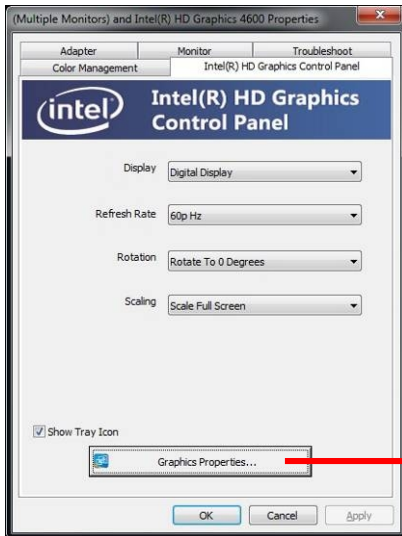 (Multiple Monitors) and Intel(R) HD Graphics 4600 Properties
Adapter
Monitor
Troubleshoot
Color Management
Intel(R) HD Graphics Control Panel
intel
Intel(R) HD Graphics
Control Panel
Display
Digital Display
Refresh Rate
60p Hz
Rotation
Rotate To 0 Degrees
Scaling
Scale Full Screen
Show Tray Icon
Graphics Properties...
OK
Cancel
Apply